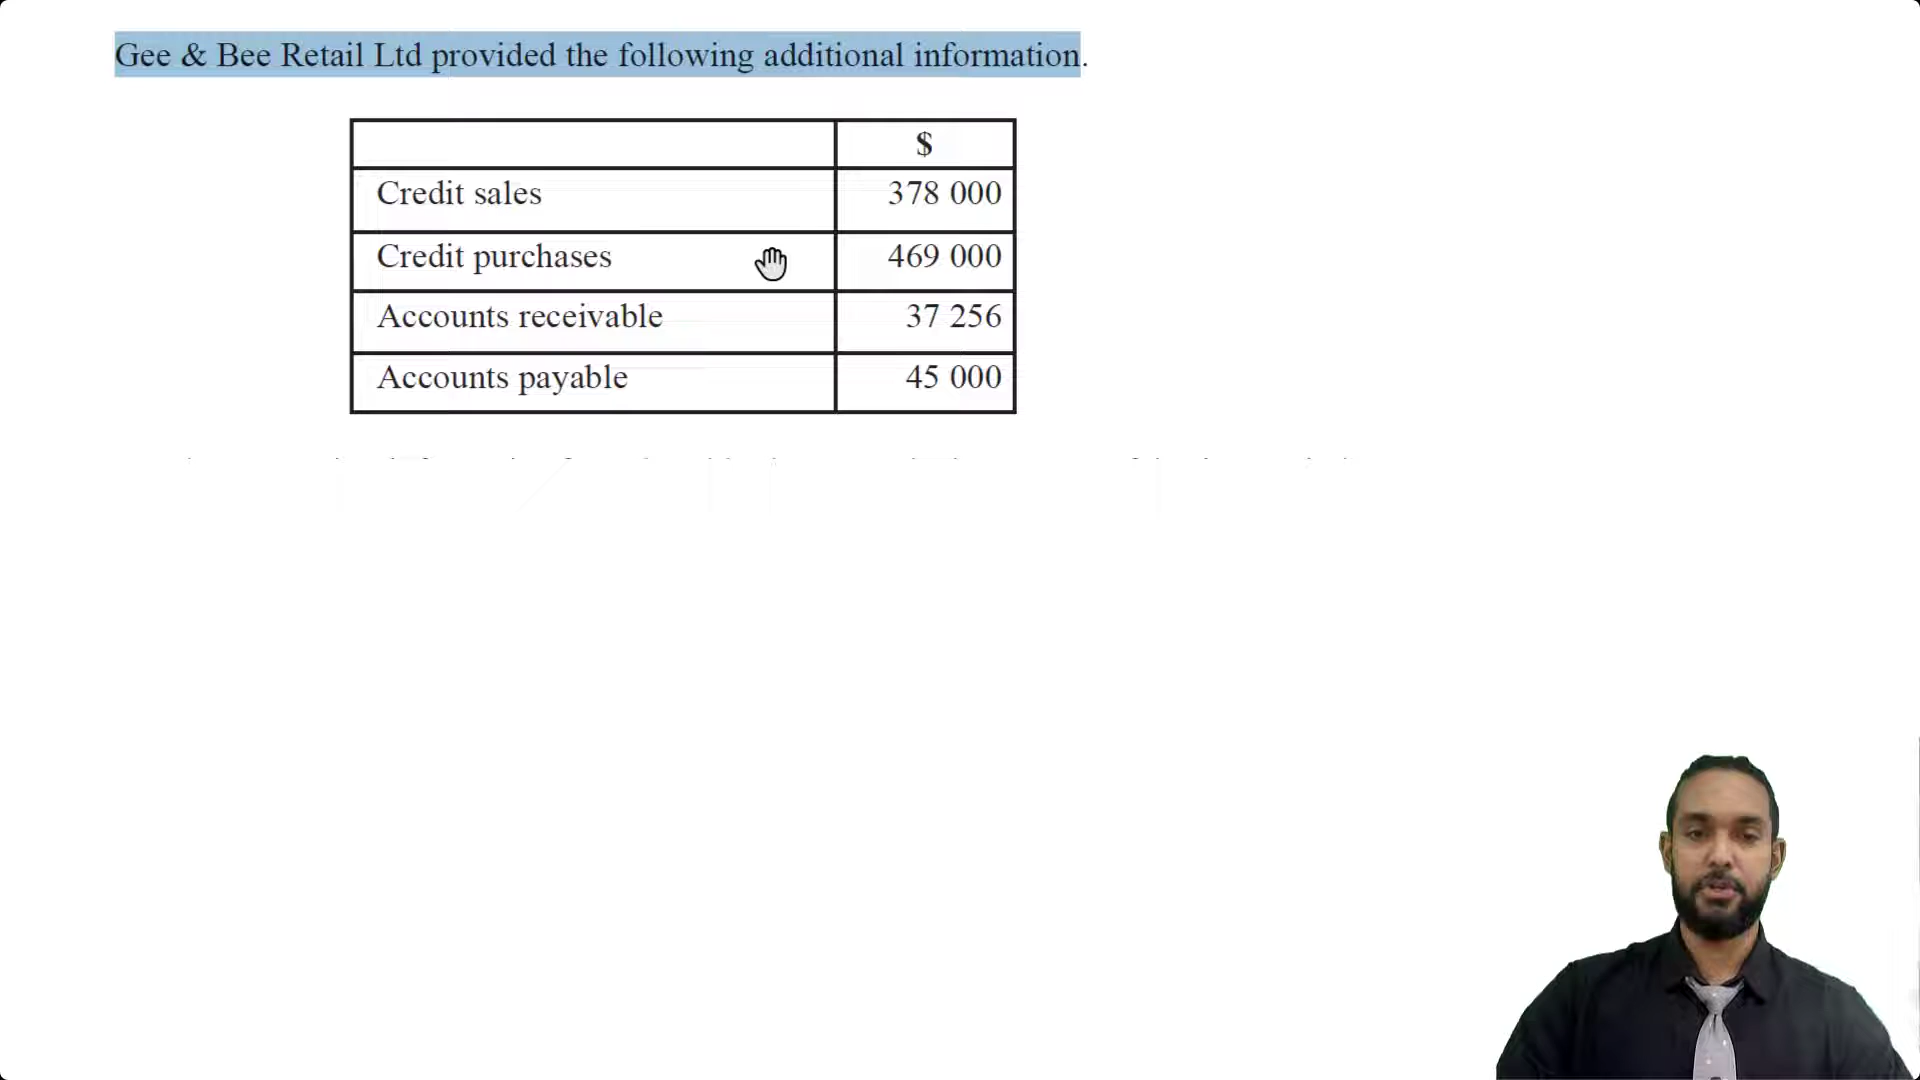 Gee & Bee Retail Ltd provided the following additional information.
$
Credit sales 378 000
Credit purchases 469 000
Accounts receivable 37 256
Accounts payable 45 000